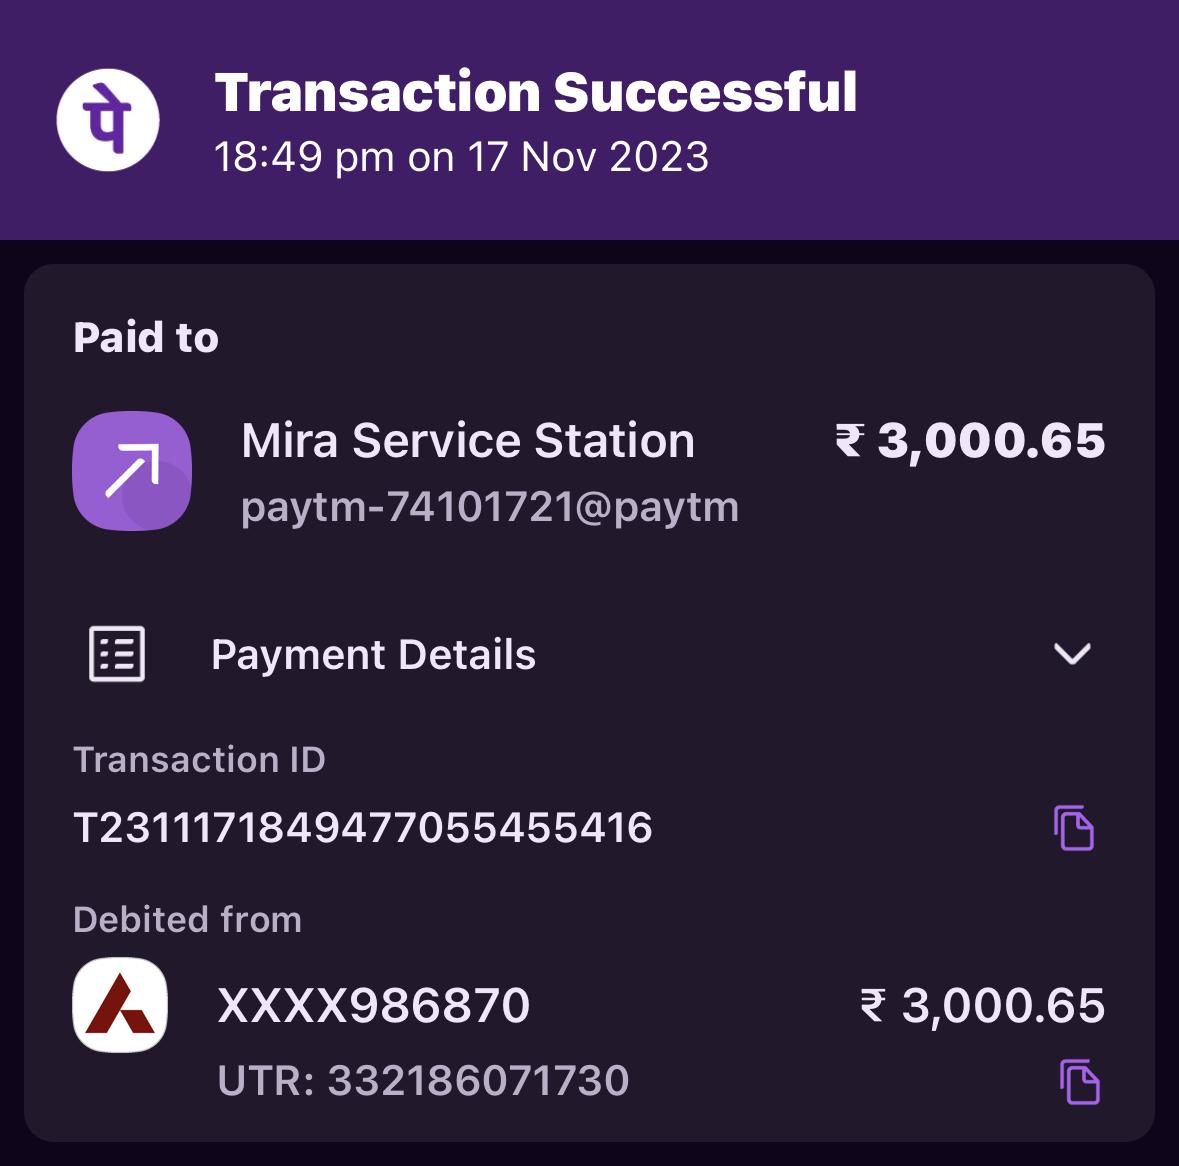 पे
Transaction Successful
18:49 pm on 17 Nov 2023
Paid to
Mira Service Station ₹ 3,000.65
paytm-74101721@paytm
Payment Details
Transaction ID
T2311171849477055455416
Debited from
XXXX986870 ₹ 3,000.65
UTR: 332186071730